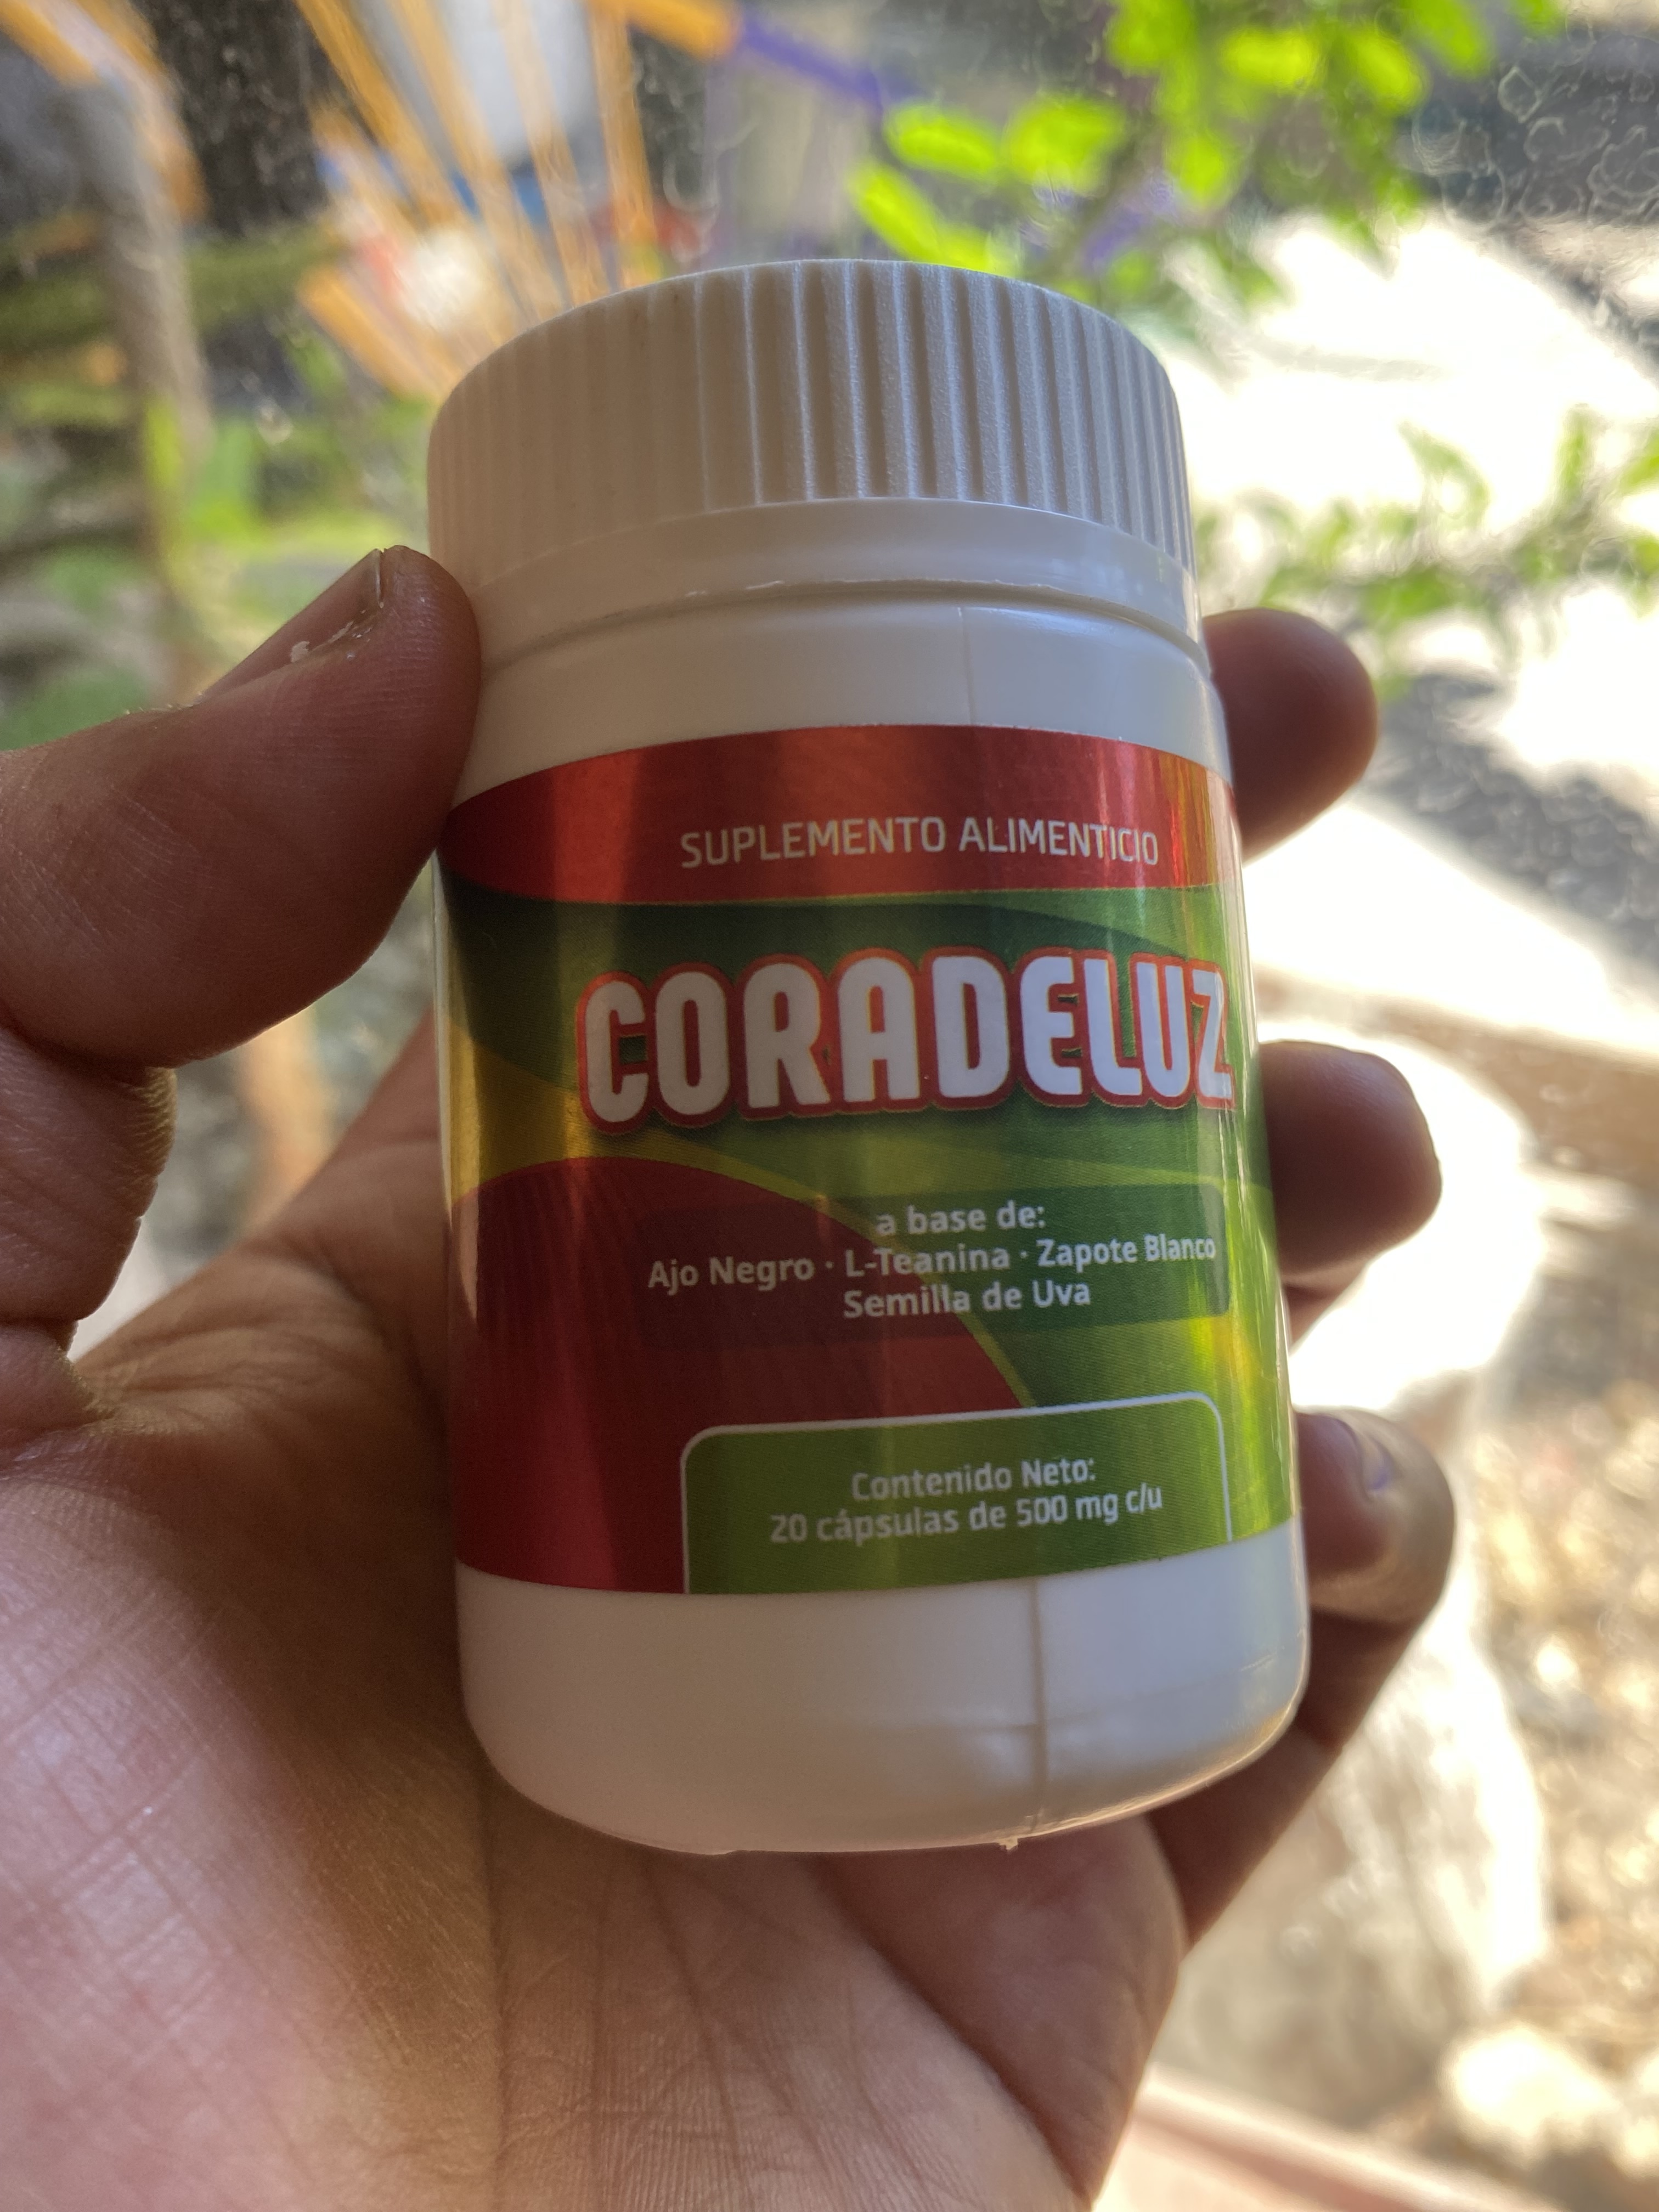 SUPLEMENTO ALIMENTICIO
CORADELUZ
a base de:
Ajo Negro · L-Teanina · Zapote Blanco
Semilla de Uva
Contenido Neto:
20 cápsulas de 500 mg c/u